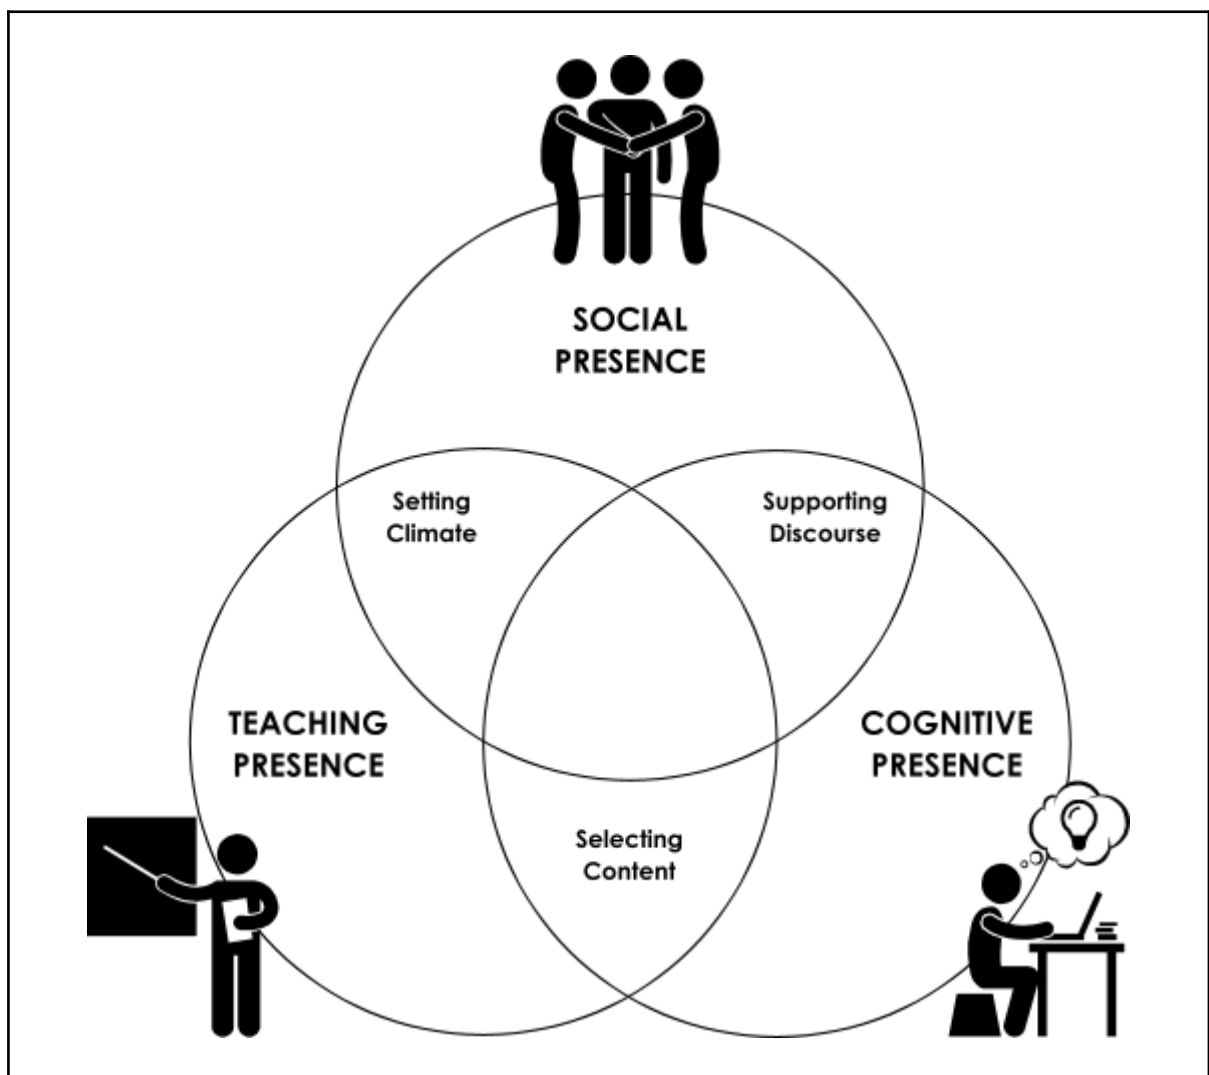 SOCIAL
PRESENCE
Setting
Climate
Supporting
Discourse
TEACHING
PRESENCE
COGNITIVE
PRESENCE
Selecting
Content